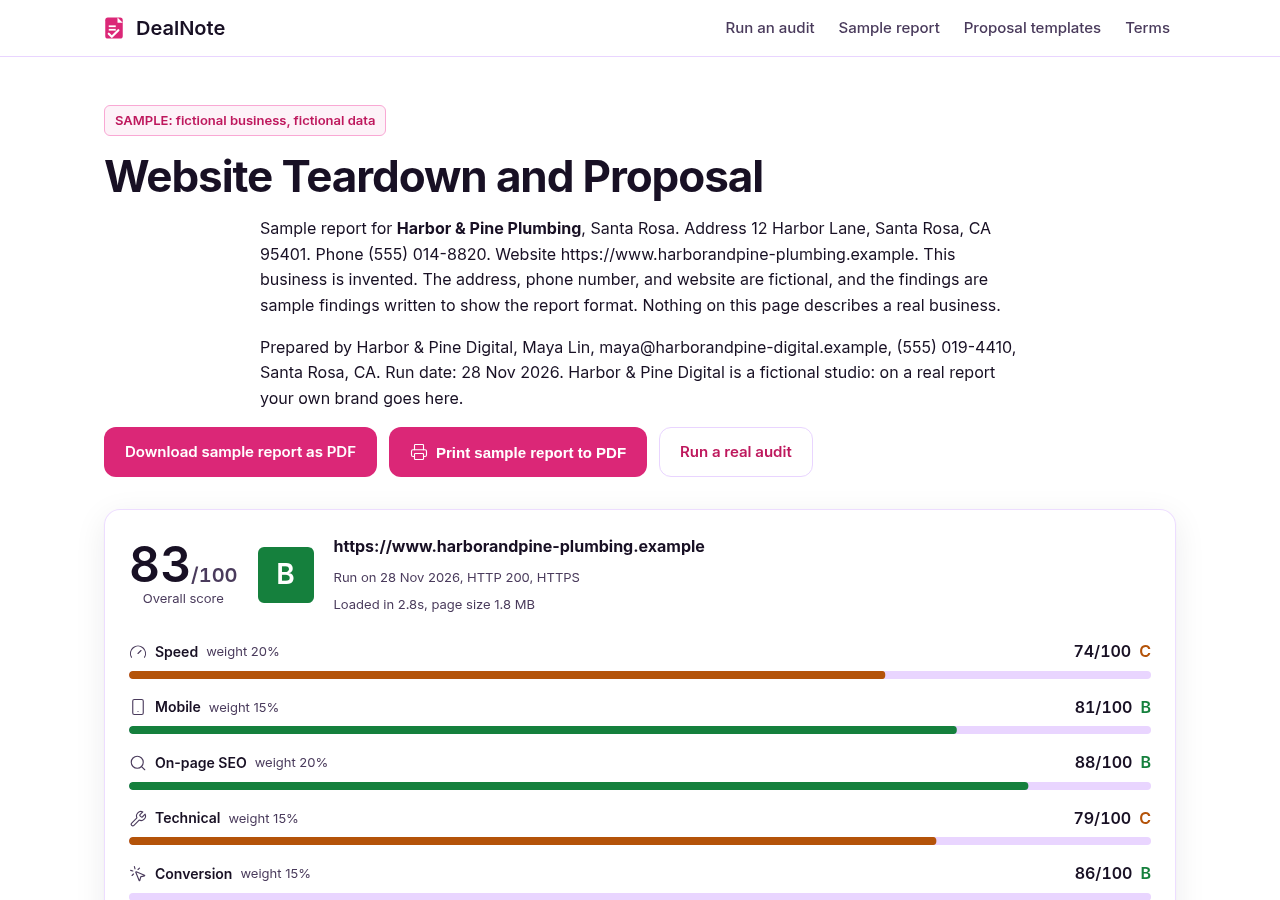 DealNote
Run an audit
Sample report
Proposal templates
Terms
SAMPLE: fictional business, fictional data
Website Teardown and Proposal
Sample report for Harbor & Pine Plumbing, Santa Rosa. Address 12 Harbor Lane, Santa Rosa, CA
95401. Phone (555) 014-8820. Website https://www.harborandpine-plumbing.example. This
business is invented. The address, phone number, and website are fictional, and the findings are
sample findings written to show the report format. Nothing on this page describes a real business.
Prepared by Harbor & Pine Digital, Maya Lin, maya@harborandpine-digital.example, (555) 019-4410,
Santa Rosa, CA. Run date: 28 Nov 2026. Harbor & Pine Digital is a fictional studio: on a real report
your own brand goes here.
Download sample report as PDF
Print sample report to PDF
Run a real audit
83/100
Overall score
B
https://www.harborandpine-plumbing.example
Run on 28 Nov 2026, HTTP 200, HTTPS
Loaded in 2.8s, page size 1.8 MB
Speed weight 20% 74/100 C
Mobile weight 15% 81/100 B
On-page SEO weight 20% 88/100 B
Technical weight 15% 79/100 C
Conversion weight 15% 86/100 B